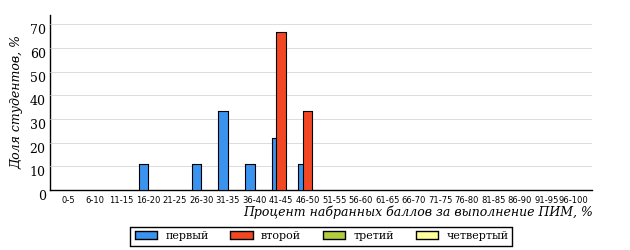 Доля студентов, %
70
60
50
40
30
20
10
0
0-5 6-10 11-15 16-20 21-25 26-30 31-35 36-40 41-45 46-50 51-55 56-60 61-65 66-70 71-75 76-80 81-85 86-90 91-95 96-100
Процент набранных баллов за выполнение ПИМ, %
первый второй третий четвертый